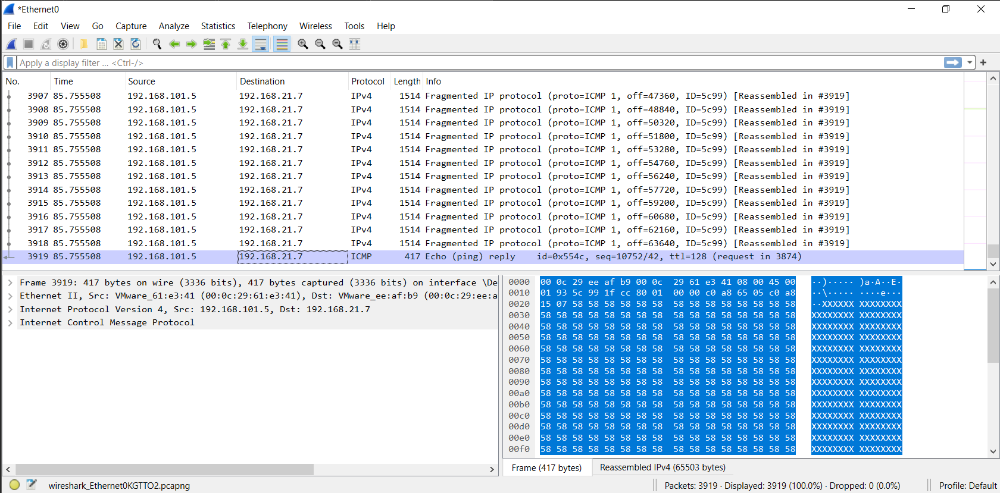 *Ethernet0
File Edit View Go Capture Analyze Statistics Telephony Wireless Tools Help
Apply a display filter ... <Ctrl-/>
No. Time Source Destination Protocol Length Info
3907 85.755508 192.168.101.5 192.168.21.7 IPv4 1514 Fragmented IP protocol (proto=ICMP 1, off=47360, ID=5c99) [Reassembled in #3919]
3908 85.755508 192.168.101.5 192.168.21.7 IPv4 1514 Fragmented IP protocol (proto=ICMP 1, off=48840, ID=5c99) [Reassembled in #3919]
3909 85.755508 192.168.101.5 192.168.21.7 IPv4 1514 Fragmented IP protocol (proto=ICMP 1, off=50320, ID=5c99) [Reassembled in #3919]
3910 85.755508 192.168.101.5 192.168.21.7 IPv4 1514 Fragmented IP protocol (proto=ICMP 1, off=51800, ID=5c99) [Reassembled in #3919]
3911 85.755508 192.168.101.5 192.168.21.7 IPv4 1514 Fragmented IP protocol (proto=ICMP 1, off=53280, ID=5c99) [Reassembled in #3919]
3912 85.755508 192.168.101.5 192.168.21.7 IPv4 1514 Fragmented IP protocol (proto=ICMP 1, off=54760, ID=5c99) [Reassembled in #3919]
3913 85.755508 192.168.101.5 192.168.21.7 IPv4 1514 Fragmented IP protocol (proto=ICMP 1, off=56240, ID=5c99) [Reassembled in #3919]
3914 85.755508 192.168.101.5 192.168.21.7 IPv4 1514 Fragmented IP protocol (proto=ICMP 1, off=57720, ID=5c99) [Reassembled in #3919]
3915 85.755508 192.168.101.5 192.168.21.7 IPv4 1514 Fragmented IP protocol (proto=ICMP 1, off=59200, ID=5c99) [Reassembled in #3919]
3916 85.755508 192.168.101.5 192.168.21.7 IPv4 1514 Fragmented IP protocol (proto=ICMP 1, off=60680, ID=5c99) [Reassembled in #3919]
3917 85.755508 192.168.101.5 192.168.21.7 IPv4 1514 Fragmented IP protocol (proto=ICMP 1, off=62160, ID=5c99) [Reassembled in #3919]
3918 85.755508 192.168.101.5 192.168.21.7 IPv4 1514 Fragmented IP protocol (proto=ICMP 1, off=63640, ID=5c99) [Reassembled in #3919]
3919 85.755508 192.168.101.5 192.168.21.7 ICMP 417 Echo (ping) reply id=0x554c, seq=10752/42, ttl=128 (request in 3874)
Frame 3919: 417 bytes on wire (3336 bits), 417 bytes captured (3336 bits) on interface \De
Ethernet II, Src: VMware_61:e3:41 (00:0c:29:61:e3:41), Dst: VMware_ee:af:b9 (00:0c:29:ee:a
Internet Protocol Version 4, Src: 192.168.101.5, Dst: 192.168.21.7
Internet Control Message Protocol
0000 00 0c 29 ee af b9 00 0c 29 61 e3 41 08 00 45 00 ··)····· )a·A··E·
0010 01 93 5c 99 1f cc 80 01 00 00 c0 a8 65 05 c0 a8 ··\····· ····e···
0020 15 07 58 58 58 58 58 58 58 58 58 58 58 58 58 58 ··XXXXXX XXXXXXXX
0030 58 58 58 58 58 58 58 58 58 58 58 58 58 58 58 58 XXXXXXXX XXXXXXXX
0040 58 58 58 58 58 58 58 58 58 58 58 58 58 58 58 58 XXXXXXXX XXXXXXXX
0050 58 58 58 58 58 58 58 58 58 58 58 58 58 58 58 58 XXXXXXXX XXXXXXXX
0060 58 58 58 58 58 58 58 58 58 58 58 58 58 58 58 58 XXXXXXXX XXXXXXXX
0070 58 58 58 58 58 58 58 58 58 58 58 58 58 58 58 58 XXXXXXXX XXXXXXXX
0080 58 58 58 58 58 58 58 58 58 58 58 58 58 58 58 58 XXXXXXXX XXXXXXXX
0090 58 58 58 58 58 58 58 58 58 58 58 58 58 58 58 58 XXXXXXXX XXXXXXXX
00a0 58 58 58 58 58 58 58 58 58 58 58 58 58 58 58 58 XXXXXXXX XXXXXXXX
00b0 58 58 58 58 58 58 58 58 58 58 58 58 58 58 58 58 XXXXXXXX XXXXXXXX
00c0 58 58 58 58 58 58 58 58 58 58 58 58 58 58 58 58 XXXXXXXX XXXXXXXX
00d0 58 58 58 58 58 58 58 58 58 58 58 58 58 58 58 58 XXXXXXXX XXXXXXXX
00e0 58 58 58 58 58 58 58 58 58 58 58 58 58 58 58 58 XXXXXXXX XXXXXXXX
00f0 58 58 58 58 58 58 58 58 58 58 58 58 58 58 58 58 XXXXXXXX XXXXXXXX
Frame (417 bytes) Reassembled IPv4 (65503 bytes)
wireshark_Ethernet0KGTTO2.pcapng Packets: 3919 · Displayed: 3919 (100.0%) · Dropped: 0 (0.0%) Profile: Default